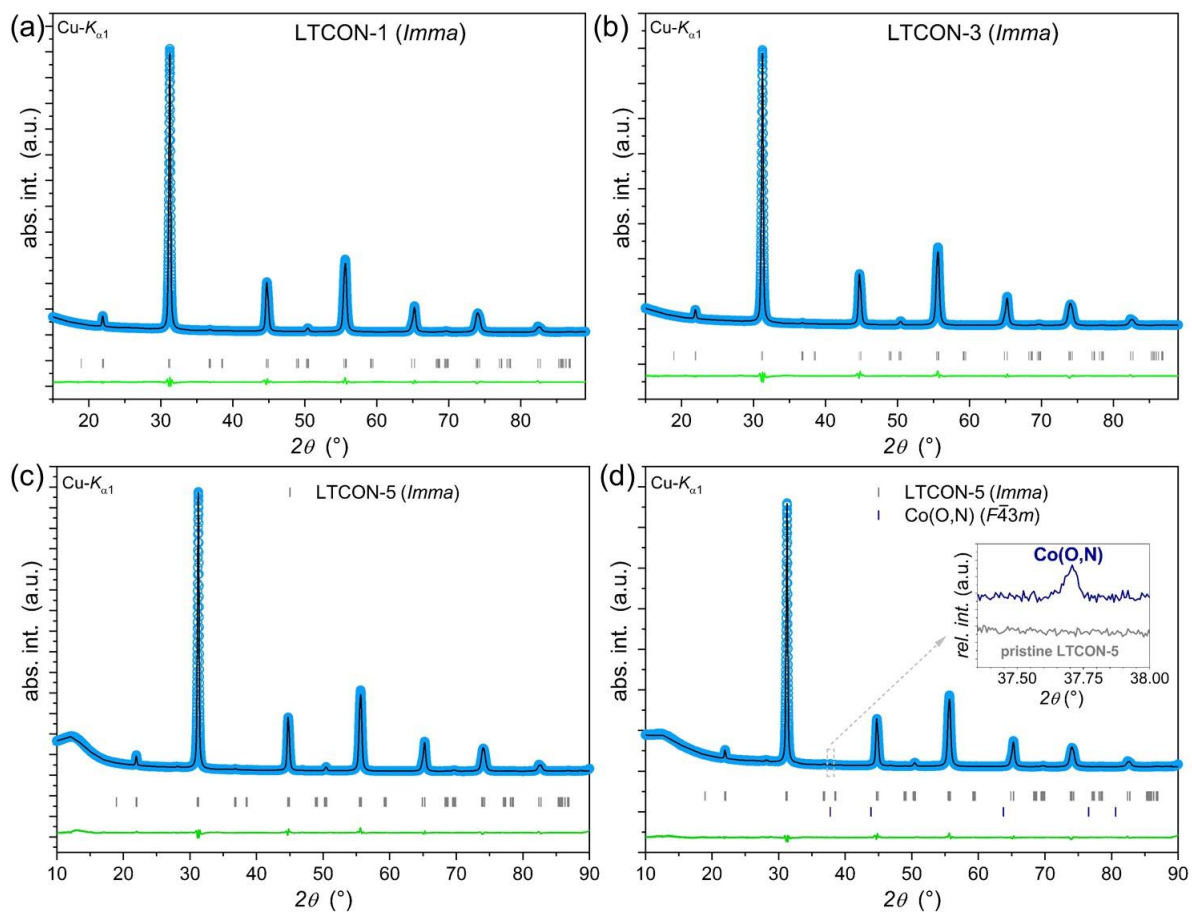 (a)
Cu-Kα1
LTCON-1 (Imma)
abs. int. (a.u.)
20 30 40 50 60 70 80
2θ (°)
(b)
Cu-Kα1
LTCON-3 (Imma)
abs. int. (a.u.)
20 30 40 50 60 70 80
2θ (°)
(c)
Cu-Kα1
LTCON-5 (Imma)
abs. int. (a.u.)
10 20 30 40 50 60 70 80 90
2θ (°)
(d)
Cu-Kα1
LTCON-5 (Imma)
Co(O,N) (F4̅3m)
abs. int. (a.u.)
Co(O,N)
rel. int. (a.u.)
pristine LTCON-5
37.50 37.75 38.00
2θ (°)
10 20 30 40 50 60 70 80 90
2θ (°)